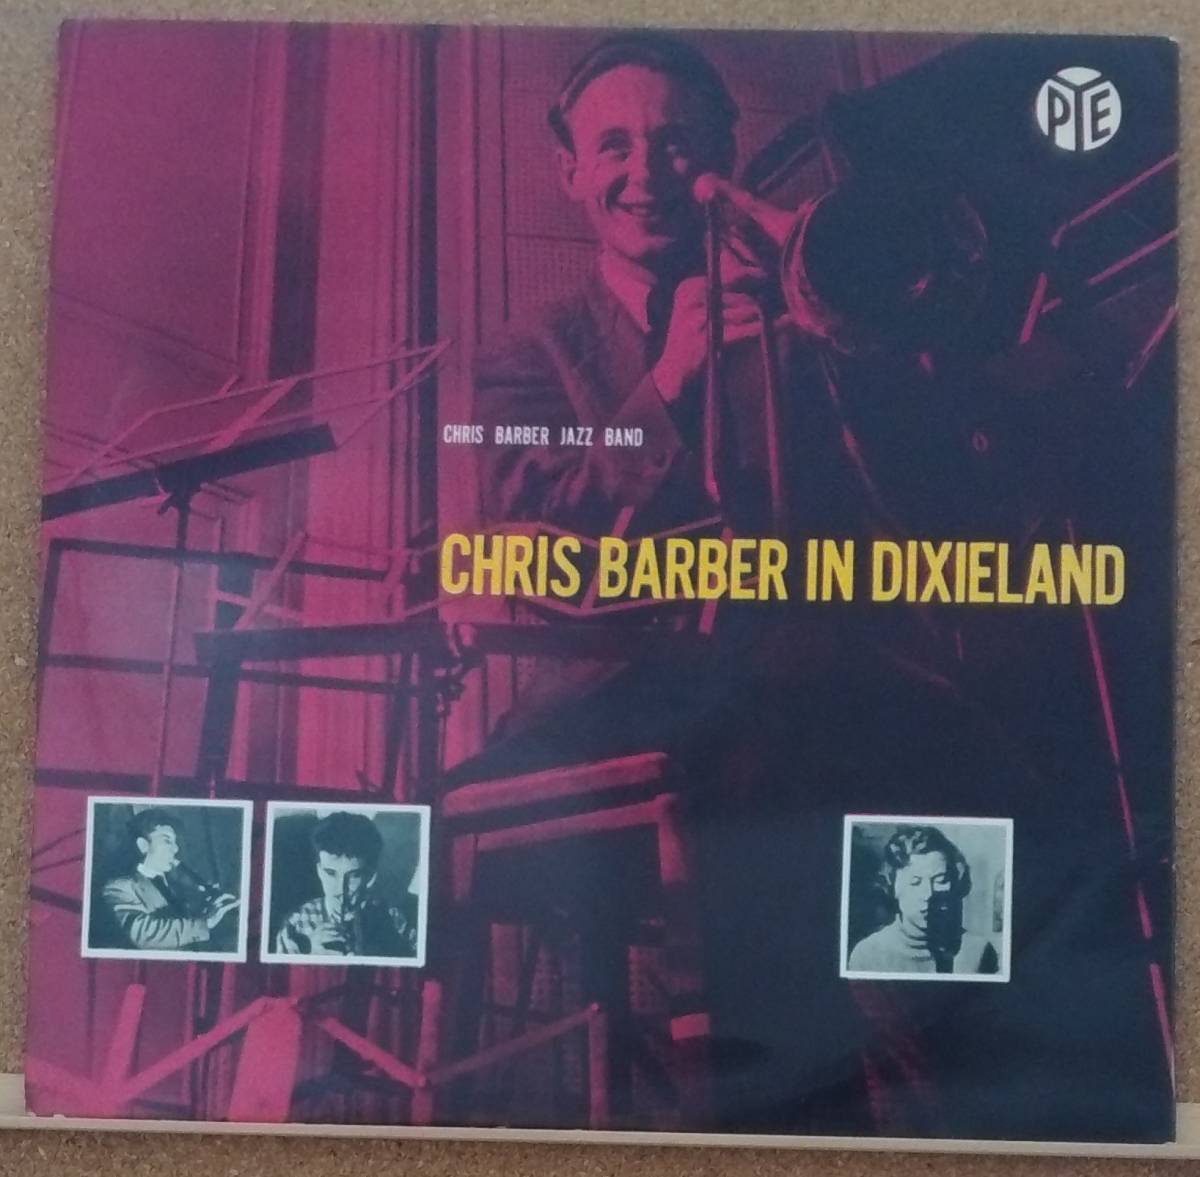 PYE
CHRIS BARBER JAZZ BAND
CHRIS BARBER IN DIXIELAND